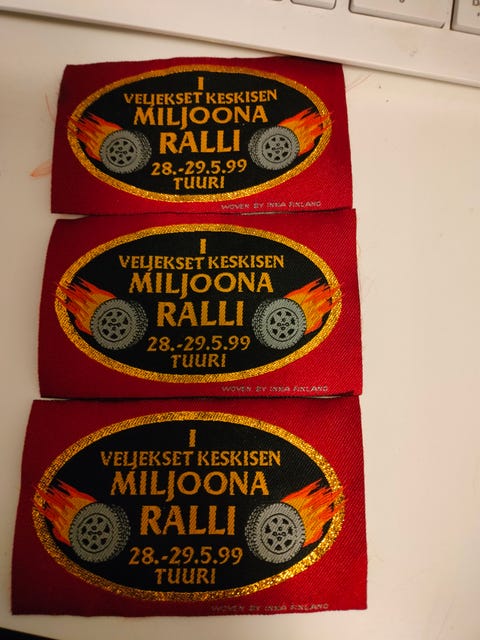 I
VELJEKSET KESKISEN
MILJOONA
RALLI
28.-29.5.99
TUURI
WOVEN BY INKA FINLAND
I
VELJEKSET KESKISEN
MILJOONA
RALLI
28.-29.5.99
TUURI
WOVEN BY INKA FINLAND
I
VELJEKSET KESKISEN
MILJOONA
RALLI
28.-29.5.99
TUURI
WOVEN BY INKA FINLAND